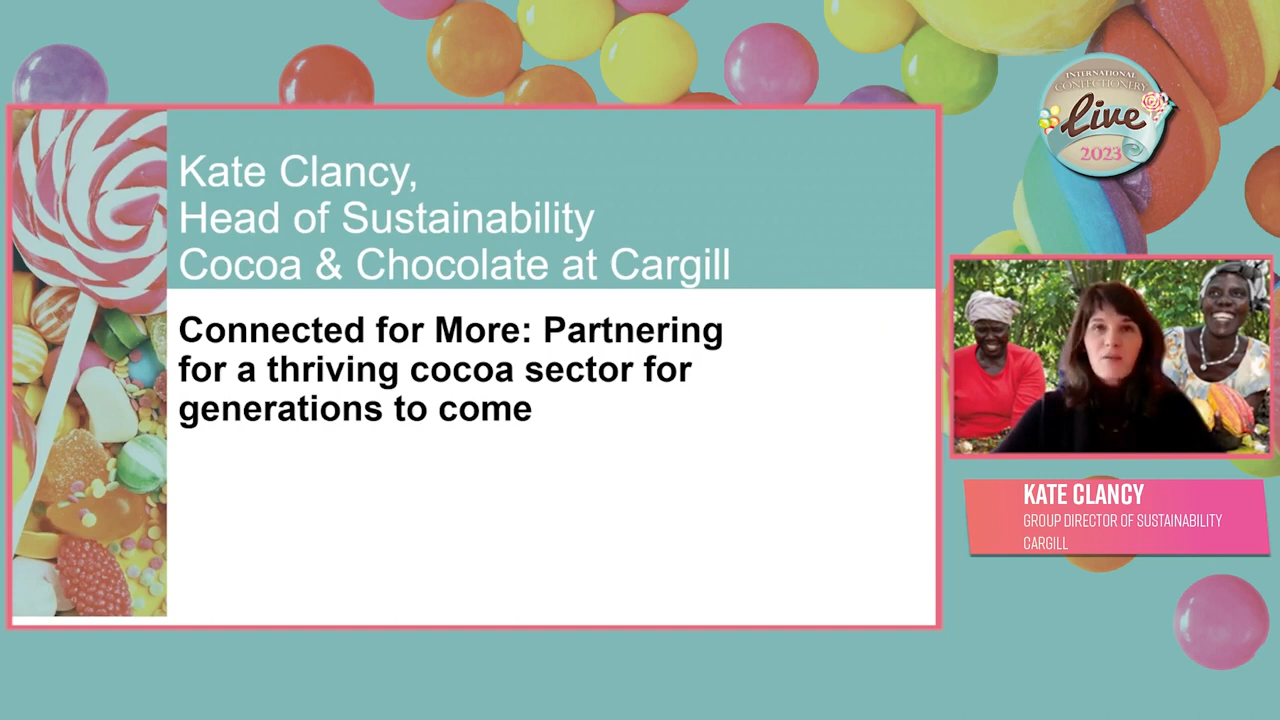 Kate Clancy,
Head of Sustainability
Cocoa & Chocolate at Cargill
Connected for More: Partnering
for a thriving cocoa sector for
generations to come
INTERNATIONAL
CONFECTIONERY
Live
2023
KATE CLANCY
GROUP DIRECTOR OF SUSTAINABILITY
CARGILL